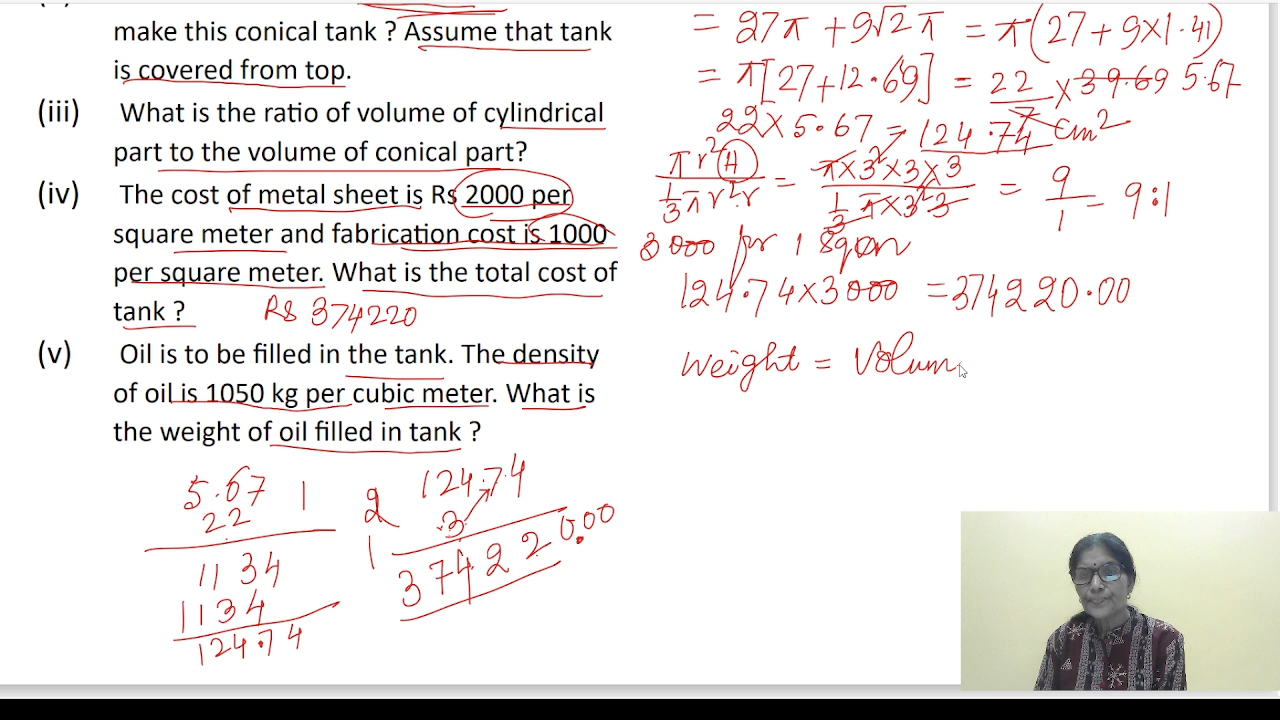 make this conical tank ? Assume that tank
is covered from top.
(iii) What is the ratio of volume of cylindrical
part to the volume of conical part?
(iv) The cost of metal sheet is Rs 2000 per
square meter and fabrication cost is 1000
per square meter. What is the total cost of
tank ? Rs 374220
(v) Oil is to be filled in the tank. The density
of oil is 1050 kg per cubic meter. What is
the weight of oil filled in tank ?
5.67 1
22
1134
1134
124.74
2
1
124.74
3
374220.00
= 27π + 9√2 π = π(27 + 9×1.41)
= π[27+12.69] = 22/7 × 39.69 5.67
22×5.67 = 124.74 cm²
πr²H / 1/3πr²r = π×3²×3×3 / 1/3 π×3²3 = 9/1 = 9:1
3000 per 1 Sqm
124.74×3000 = 374220.00
Weight = Volum